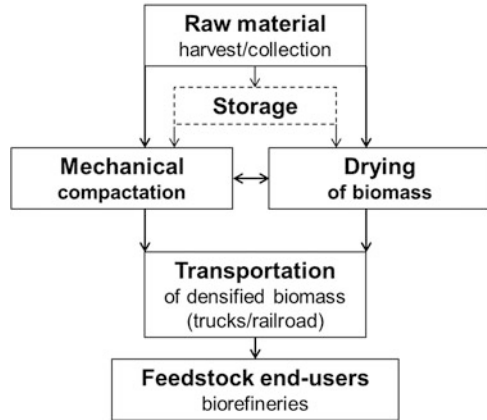 Raw material
harvest/collection
Storage
Mechanical
compactation
Drying
of biomass
Transportation
of densified biomass
(trucks/railroad)
Feedstock end-users
biorefineries